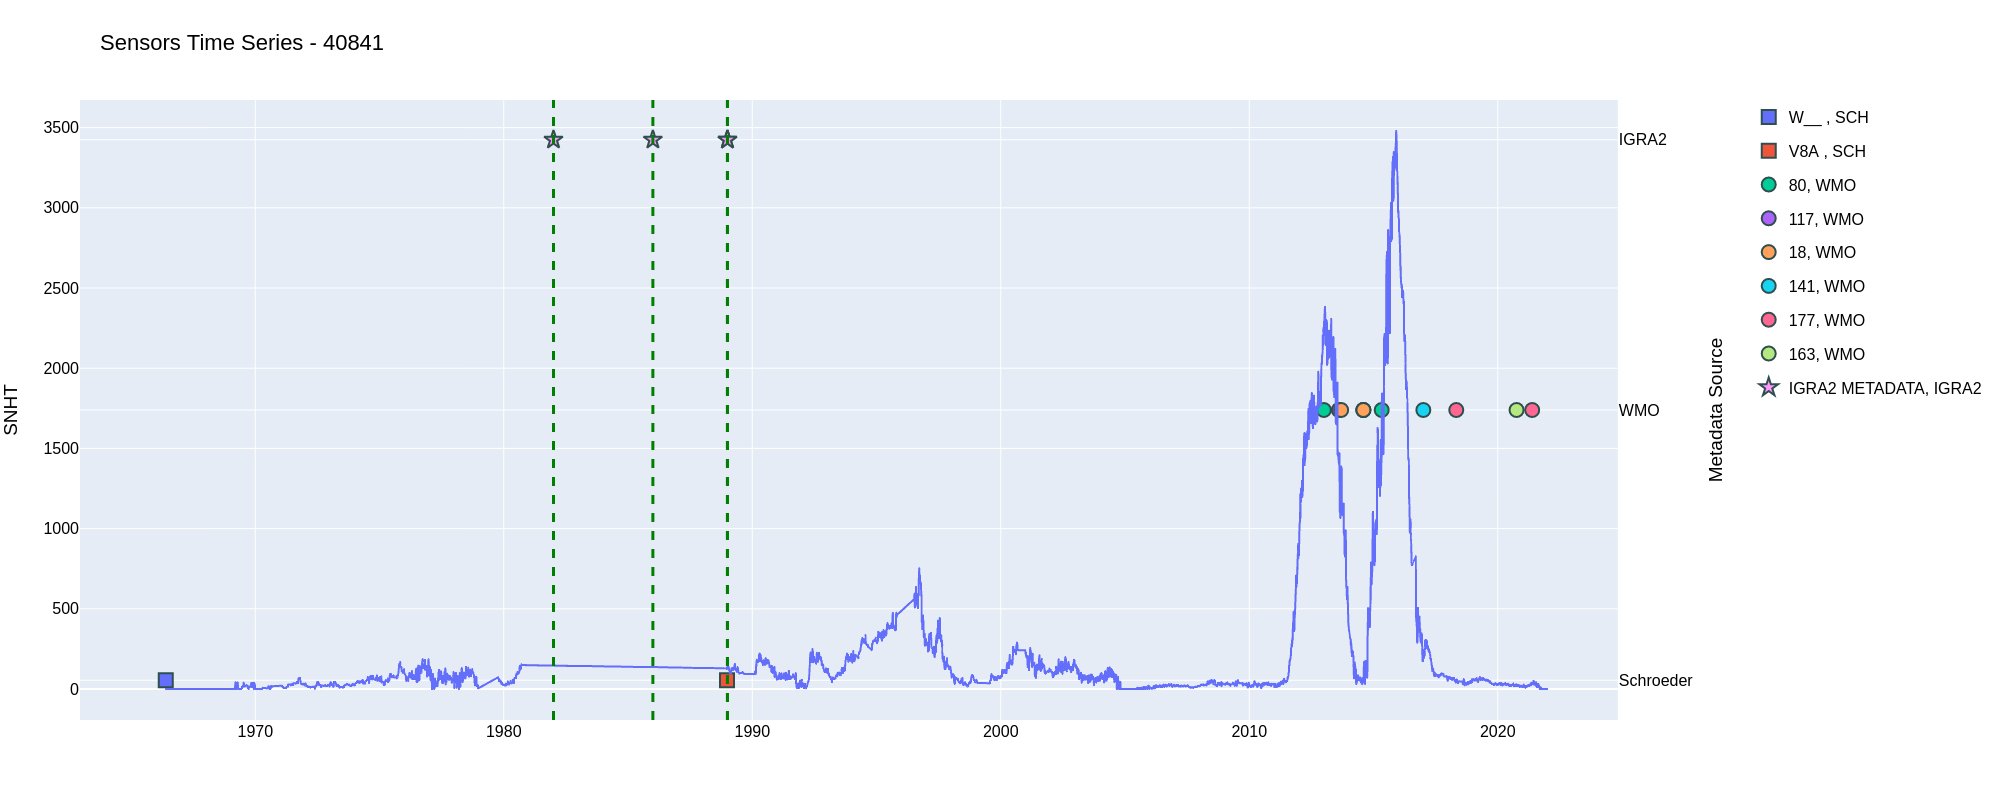 Sensors Time Series - 40841
SNHT
3500
3000
2500
2000
1500
1000
500
0
1970
1980
1990
2000
2010
2020
IGRA2
WMO
Schroeder
Metadata Source
W__ , SCH
V8A , SCH
80, WMO
117, WMO
18, WMO
141, WMO
177, WMO
163, WMO
IGRA2 METADATA, IGRA2